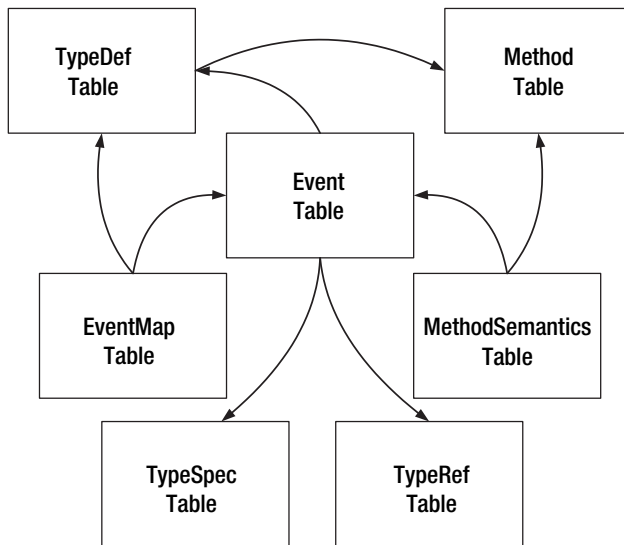 TypeDef
Table
Method
Table
Event
Table
EventMap
Table
MethodSemantics
Table
TypeSpec
Table
TypeRef
Table